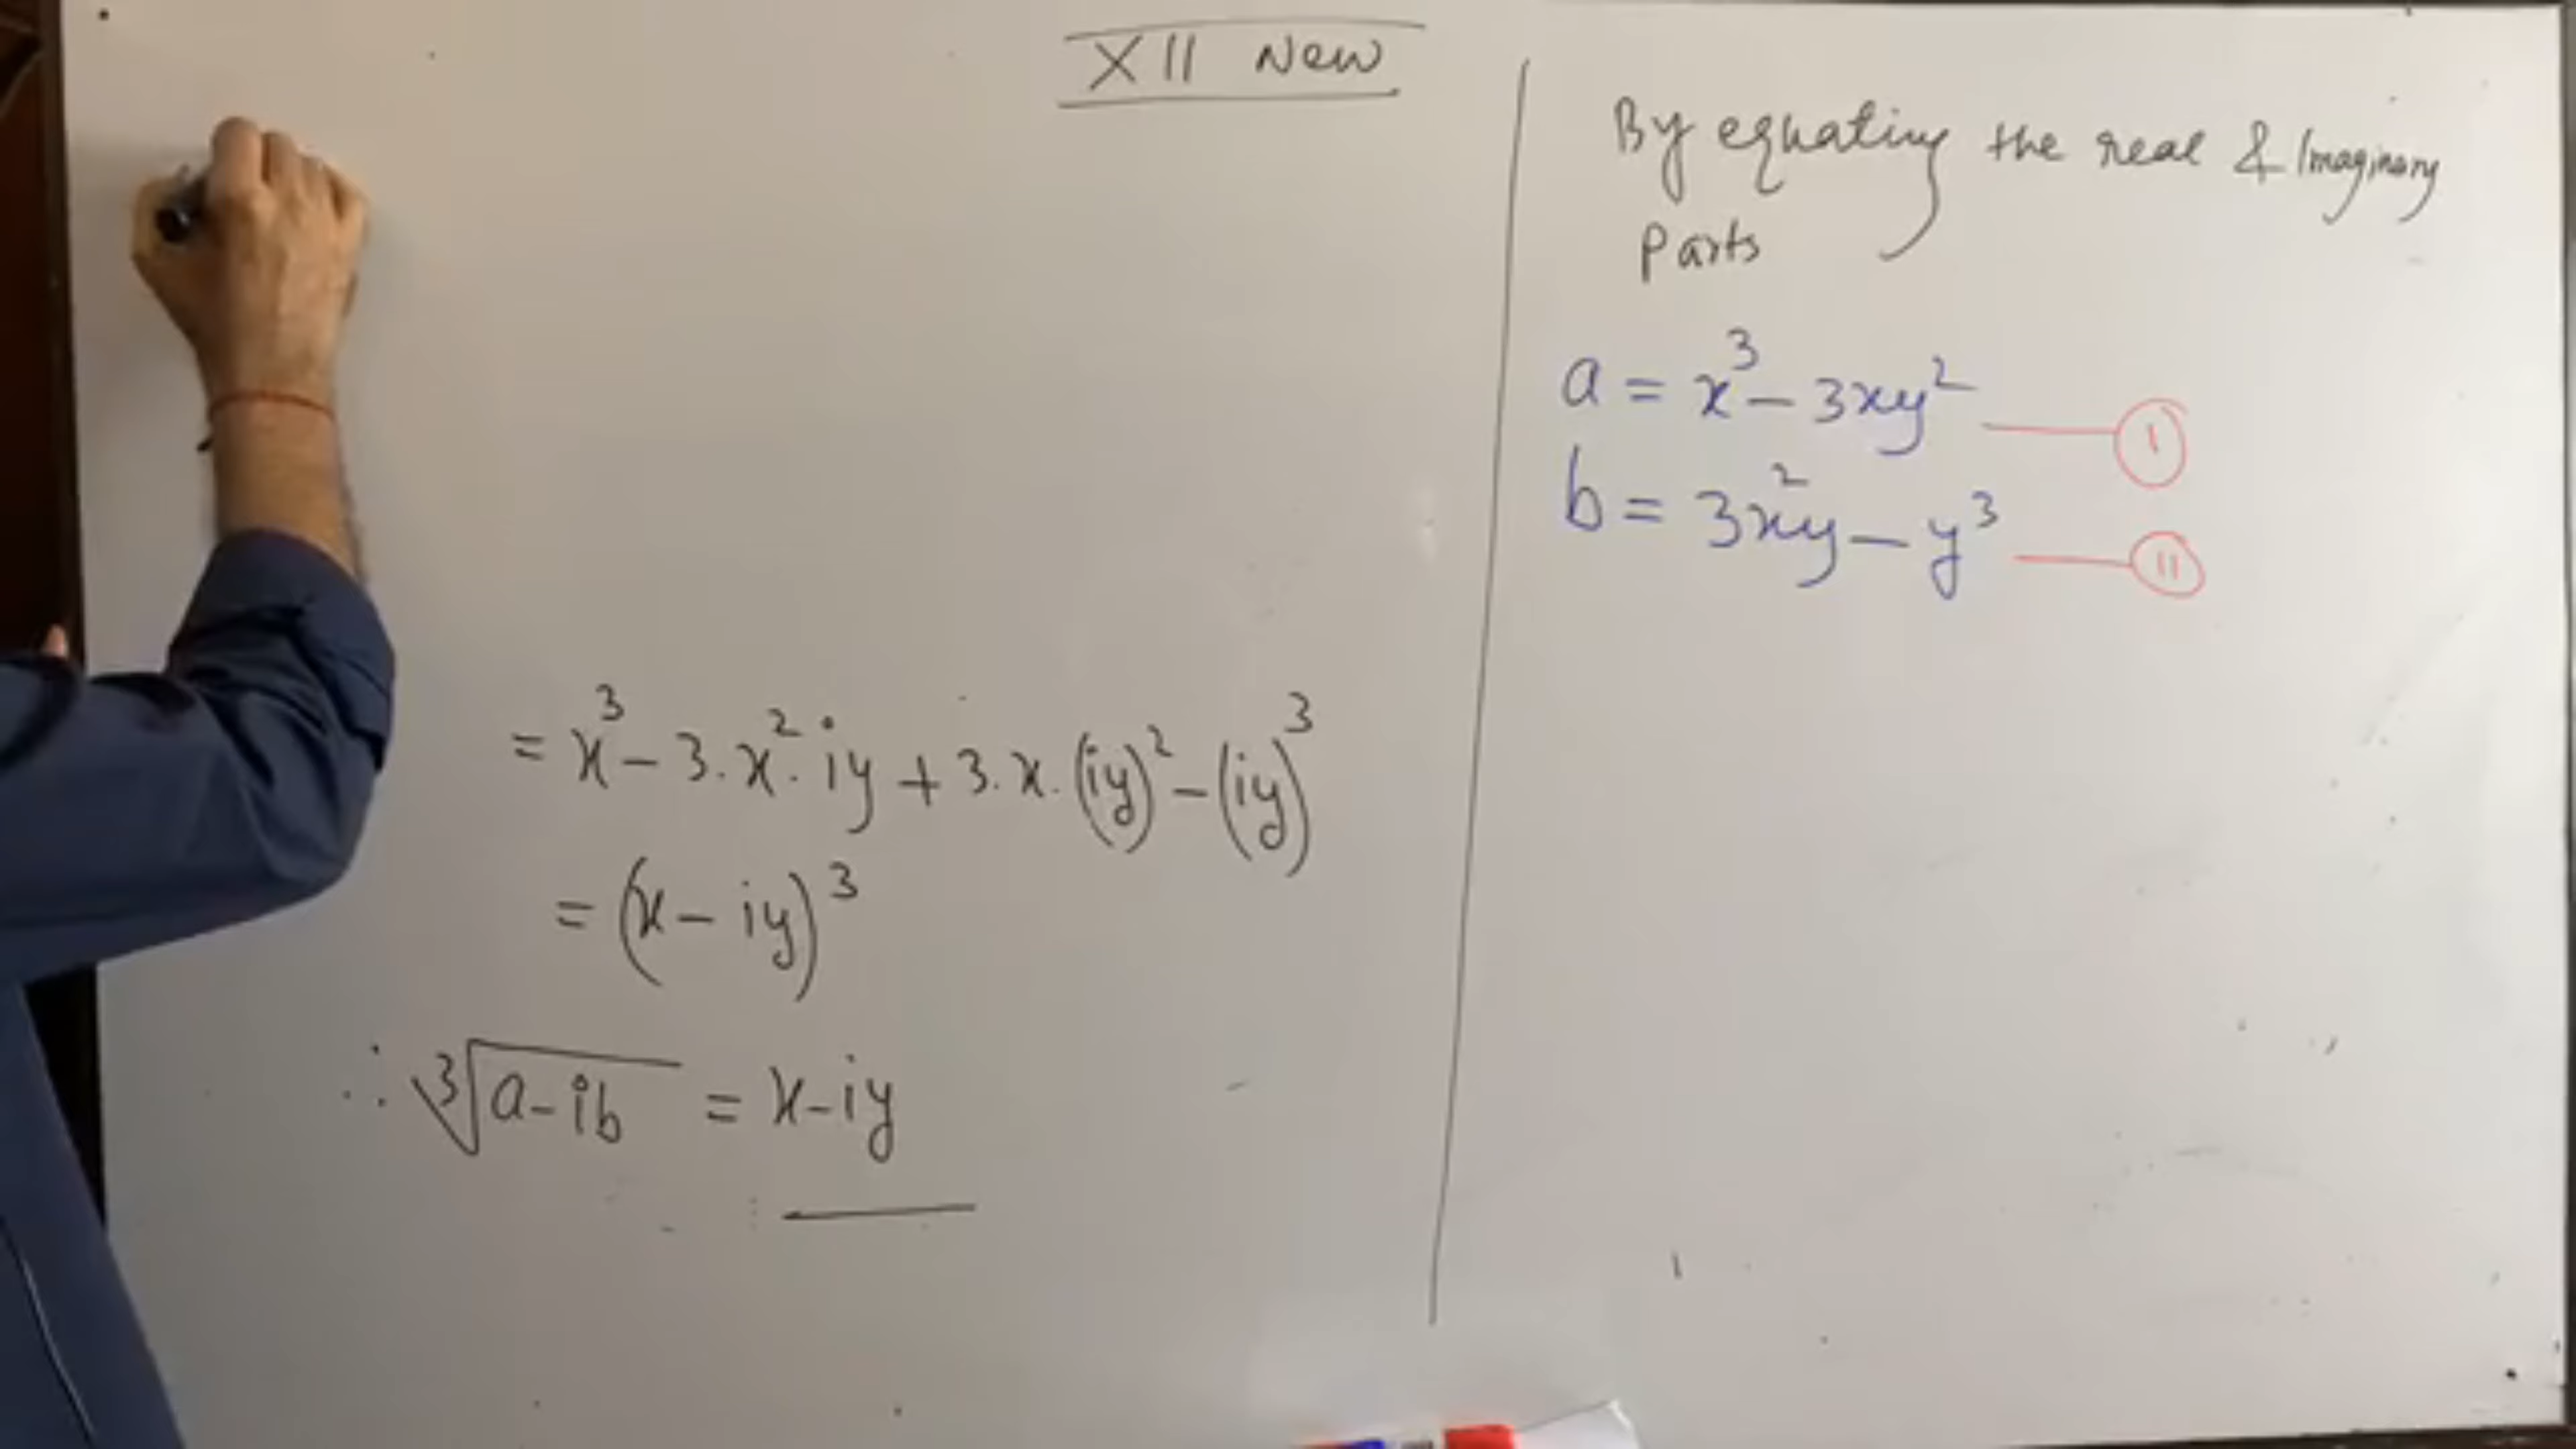 XII New
= x³ - 3.x².iy + 3.x.(iy)² - (iy)³
= (x - iy)³
∴ ∛(a-ib) = x-iy
By equating the real & Imaginary
Parts
a = x³ - 3xy² — I
b = 3x²y - y³ — II